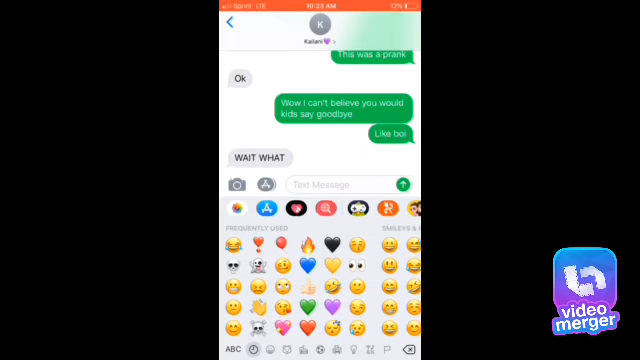 Sprint LTE
10:23 AM
12%
K
Kailani💜 >
This was a prank
Ok
Wow I can't believe you would
kids say goodbye
Like boi
WAIT WHAT
Text Message
FREQUENTLY USED
SMILEYS &
ABC
video
merger